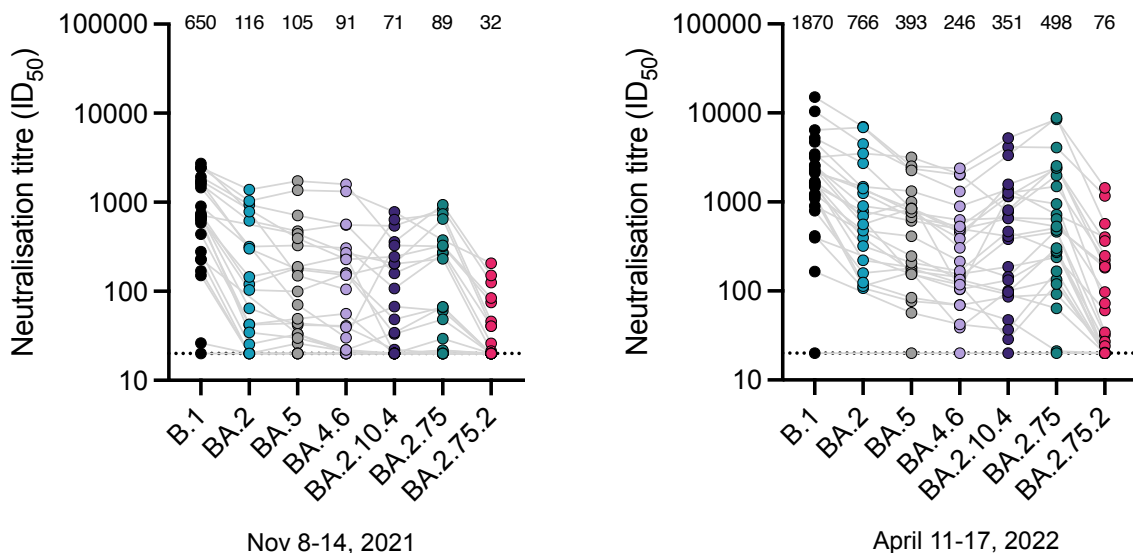 Neutralisation titre (ID50)
100000
10000
1000
100
10
650 116 105 91 71 89 32
B.1
BA.2
BA.5
BA.4.6
BA.2.10.4
BA.2.75
BA.2.75.2
Nov 8-14, 2021
Neutralisation titre (ID50)
100000
10000
1000
100
10
1870 766 393 246 351 498 76
B.1
BA.2
BA.5
BA.4.6
BA.2.10.4
BA.2.75
BA.2.75.2
April 11-17, 2022